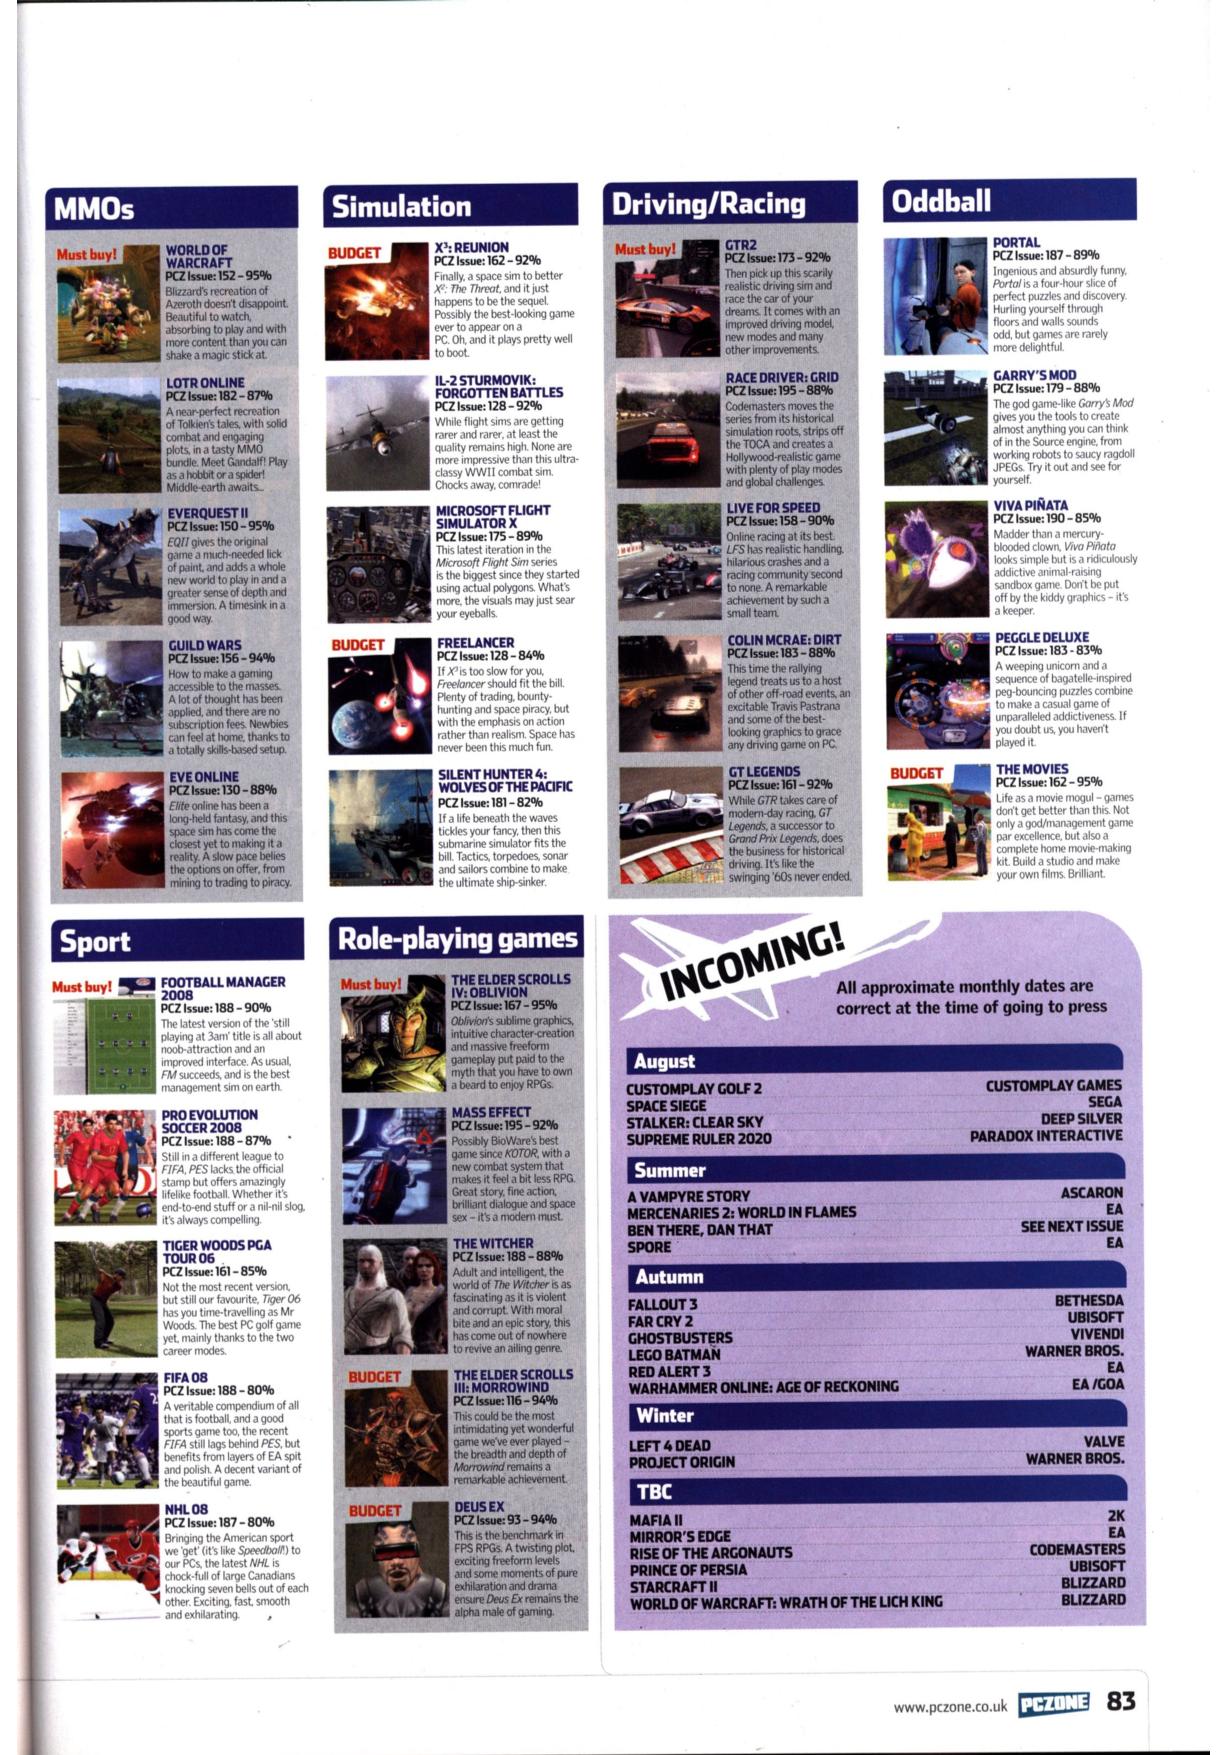 MMOs
Must buy!
WORLD OF
WARCRAFT
PCZ Issue: 152 – 95%
Blizzard's recreation of
Azeroth doesn't disappoint.
Beautiful to watch,
absorbing to play and with
more content than you can
shake a magic stick at.
LOTR ONLINE
PCZ Issue: 182 – 87%
A near-perfect recreation
of Tolkien's tales, with solid
combat and engaging
plots, in a tasty MMO
bundle. Meet Gandalf! Play
as a hobbit or a spider!
Middle-earth awaits...
EVERQUEST II
PCZ Issue: 150 – 95%
EQII gives the original
game a much-needed lick
of paint, and adds a whole
new world to play in and a
greater sense of depth and
immersion. A timesink in a
good way.
GUILD WARS
PCZ Issue: 156 – 94%
How to make a gaming
accessible to the masses.
A lot of thought has been
applied, and there are no
subscription fees. Newbies
can feel at home, thanks to
a totally skills-based setup.
EVE ONLINE
PCZ Issue: 130 – 88%
Elite online has been a
long-held fantasy, and this
space sim has come the
closest yet to making it a
reality. A slow pace belies
the options on offer, from
mining to trading to piracy.
Simulation
BUDGET
X³: REUNION
PCZ Issue: 162 – 92%
Finally, a space sim to better
X²: The Threat, and it just
happens to be the sequel.
Possibly the best-looking game
ever to appear on a
PC. Oh, and it plays pretty well
to boot.
IL-2 STURMOVIK:
FORGOTTEN BATTLES
PCZ Issue: 128 – 92%
While flight sims are getting
rarer and rarer, at least the
quality remains high. None are
more impressive than this ultra-
classy WWII combat sim.
Chocks away, comrade!
MICROSOFT FLIGHT
SIMULATOR X
PCZ Issue: 175 – 89%
This latest iteration in the
Microsoft Flight Sim series
is the biggest since they started
using actual polygons. What's
more, the visuals may just sear
your eyeballs.
BUDGET
FREELANCER
PCZ Issue: 128 – 84%
If X³ is too slow for you,
Freelancer should fit the bill.
Plenty of trading, bounty-
hunting and space piracy, but
with the emphasis on action
rather than realism. Space has
never been this much fun.
SILENT HUNTER 4:
WOLVES OF THE PACIFIC
PCZ Issue: 181 – 82%
If a life beneath the waves
tickles your fancy, then this
submarine simulator fits the
bill. Tactics, torpedoes, sonar
and sailors combine to make
the ultimate ship-sinker.
Driving/Racing
Must buy!
GTR2
PCZ Issue: 173 – 92%
Then pick up this scarily
realistic driving sim and
race the car of your
dreams. It comes with an
improved driving model,
new modes and many
other improvements.
RACE DRIVER: GRID
PCZ Issue: 195 – 88%
Codemasters moves the
series from its historical
simulation roots, strips off
the TOCA and creates a
Hollywood-realistic game
with plenty of play modes
and global challenges.
LIVE FOR SPEED
PCZ Issue: 158 – 90%
Online racing at its best.
LFS has realistic handling,
hilarious crashes and a
racing community second
to none. A remarkable
achievement by such a
small team.
COLIN MCRAE: DIRT
PCZ Issue: 183 – 88%
This time the rallying
legend treats us to a host
of other off-road events, an
excitable Travis Pastrana
and some of the best-
looking graphics to grace
any driving game on PC.
GT LEGENDS
PCZ Issue: 161 – 92%
While GTR takes care of
modern-day racing, GT
Legends, a successor to
Grand Prix Legends, does
the business for historical
driving. It's like the
swinging '60s never ended.
Oddball
PORTAL
PCZ Issue: 187 – 89%
Ingenious and absurdly funny,
Portal is a four-hour slice of
perfect puzzles and discovery.
Hurling yourself through
floors and walls sounds
odd, but games are rarely
more delightful.
GARRY'S MOD
PCZ Issue: 179 – 88%
The god game-like Garry's Mod
gives you the tools to create
almost anything you can think
of in the Source engine, from
working robots to saucy ragdoll
JPEGs. Try it out and see for
yourself.
VIVA PIÑATA
PCZ Issue: 190 – 85%
Madder than a mercury-
blooded clown, Viva Piñata
looks simple but is a ridiculously
addictive animal-raising
sandbox game. Don't be put
off by the kiddy graphics – it's
a keeper.
PEGGLE DELUXE
PCZ Issue: 183 - 83%
A weeping unicorn and a
sequence of bagatelle-inspired
peg-bouncing puzzles combine
to make a casual game of
unparalleled addictiveness. If
you doubt us, you haven't
played it.
BUDGET
THE MOVIES
PCZ Issue: 162 – 95%
Life as a movie mogul – games
don't get better than this. Not
only a god/management game
par excellence, but also a
complete home movie-making
kit. Build a studio and make
your own films. Brilliant.
Sport
Must buy!
FOOTBALL MANAGER
2008
PCZ Issue: 188 – 90%
The latest version of the 'still
playing at 3am' title is all about
noob-attraction and an
improved interface. As usual,
FM succeeds, and is the best
management sim on earth.
PRO EVOLUTION
SOCCER 2008
PCZ Issue: 188 – 87%
Still in a different league to
FIFA, PES lacks the official
stamp but offers amazingly
lifelike football. Whether it's
end-to-end stuff or a nil-nil slog,
it's always compelling.
TIGER WOODS PGA
TOUR 06
PCZ Issue: 161 – 85%
Not the most recent version,
but still our favourite, Tiger 06
has you time-travelling as Mr
Woods. The best PC golf game
yet, mainly thanks to the two
career modes.
FIFA 08
PCZ Issue: 188 – 80%
A veritable compendium of all
that is football, and a good
sports game too, the recent
FIFA still lags behind PES, but
benefits from layers of EA spit
and polish. A decent variant of
the beautiful game.
NHL 08
PCZ Issue: 187 – 80%
Bringing the American sport
we 'get' (it's like Speedball!) to
our PCs, the latest NHL is
chock-full of large Canadians
knocking seven bells out of each
other. Exciting, fast, smooth
and exhilarating.
Role-playing games
Must buy!
THE ELDER SCROLLS
IV: OBLIVION
PCZ Issue: 167 – 95%
Oblivion's sublime graphics,
intuitive character-creation
and massive freeform
gameplay put paid to the
myth that you have to own
a beard to enjoy RPGs.
MASS EFFECT
PCZ Issue: 195 – 92%
Possibly BioWare's best
game since KOTOR, with a
new combat system that
makes it feel a bit less RPG.
Great story, fine action,
brilliant dialogue and space
sex – it's a modern must.
THE WITCHER
PCZ Issue: 188 – 88%
Adult and intelligent, the
world of The Witcher is as
fascinating as it is violent
and corrupt. With moral
bite and an epic story, this
has come out of nowhere
to revive an ailing genre.
BUDGET
THE ELDER SCROLLS
III: MORROWIND
PCZ Issue: 116 – 94%
This could be the most
intimidating yet wonderful
game we've ever played –
the breadth and depth of
Morrowind remains a
remarkable achievement.
BUDGET
DEUS EX
PCZ Issue: 93 – 94%
This is the benchmark in
FPS RPGs. A twisting plot,
exciting freeform levels
and some moments of pure
exhilaration and drama
ensure Deus Ex remains the
alpha male of gaming.
INCOMING!
All approximate monthly dates are
correct at the time of going to press
August
CUSTOMPLAY GOLF 2 CUSTOMPLAY GAMES
SPACE SIEGE SEGA
STALKER: CLEAR SKY DEEP SILVER
SUPREME RULER 2020 PARADOX INTERACTIVE
Summer
A VAMPYRE STORY ASCARON
MERCENARIES 2: WORLD IN FLAMES EA
BEN THERE, DAN THAT SEE NEXT ISSUE
SPORE EA
Autumn
FALLOUT 3 BETHESDA
FAR CRY 2 UBISOFT
GHOSTBUSTERS VIVENDI
LEGO BATMAN WARNER BROS.
RED ALERT 3 EA
WARHAMMER ONLINE: AGE OF RECKONING EA /GOA
Winter
LEFT 4 DEAD VALVE
PROJECT ORIGIN WARNER BROS.
TBC
MAFIA II 2K
MIRROR'S EDGE EA
RISE OF THE ARGONAUTS CODEMASTERS
PRINCE OF PERSIA UBISOFT
STARCRAFT II BLIZZARD
WORLD OF WARCRAFT: WRATH OF THE LICH KING BLIZZARD
www.pczone.co.uk PCZONE 83